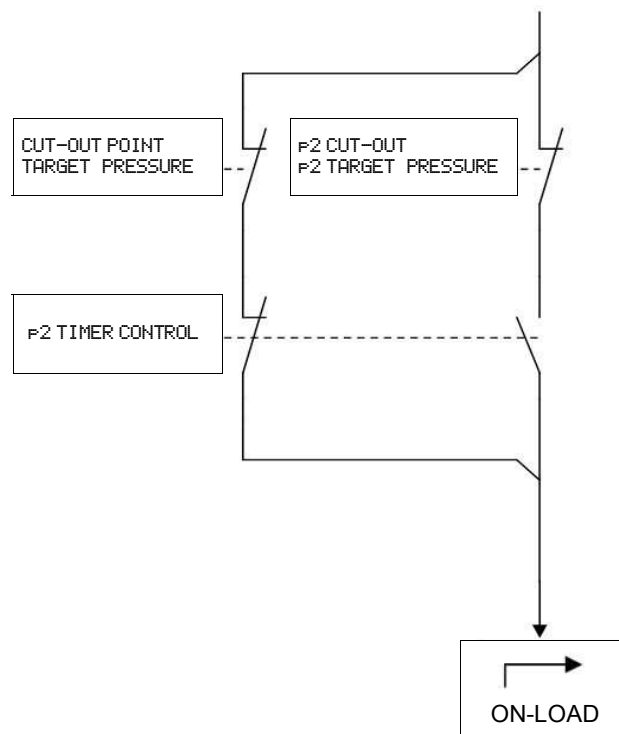 CUT-OUT POINT
TARGET PRESSURE
P2 CUT-OUT
P2 TARGET PRESSURE
P2 TIMER CONTROL
ON-LOAD